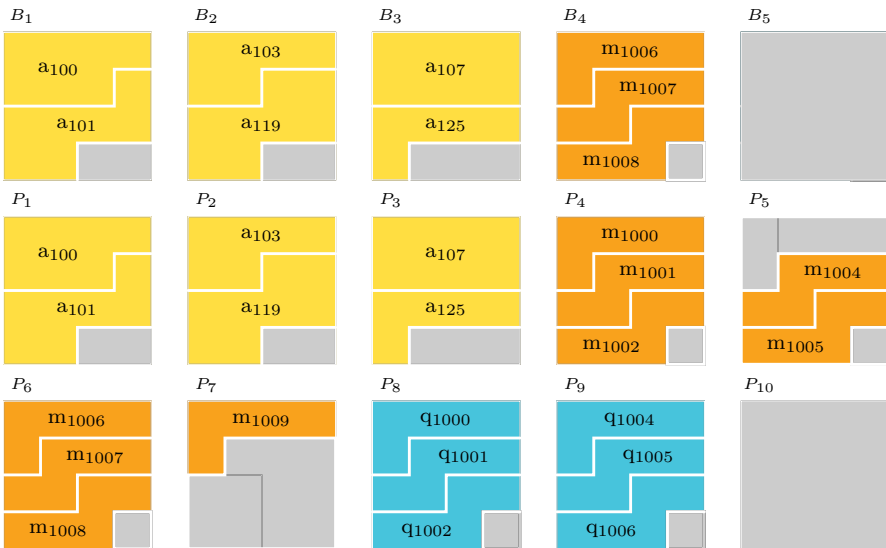 B1 B2 B3 B4 B5
a100 a103 a107 m1006
a101 a119 a125 m1007
m1008
P1 P2 P3 P4 P5
a100 a103 a107 m1000
a101 a119 a125 m1001 m1004
m1002 m1005
P6 P7 P8 P9 P10
m1006 m1009 q1000 q1004
m1007 q1001 q1005
m1008 q1002 q1006